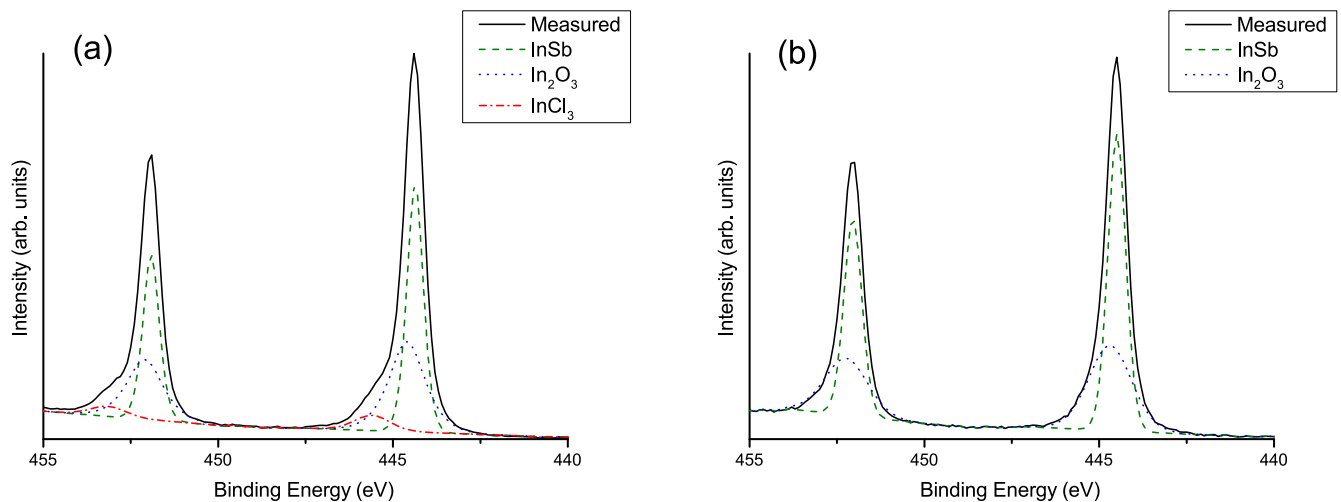 (a)
Measured
InSb
In₂O₃
InCl₃
Intensity (arb. units)
455
450
445
440
Binding Energy (eV)
(b)
Measured
InSb
In₂O₃
Intensity (arb. units)
455
450
445
440
Binding Energy (eV)